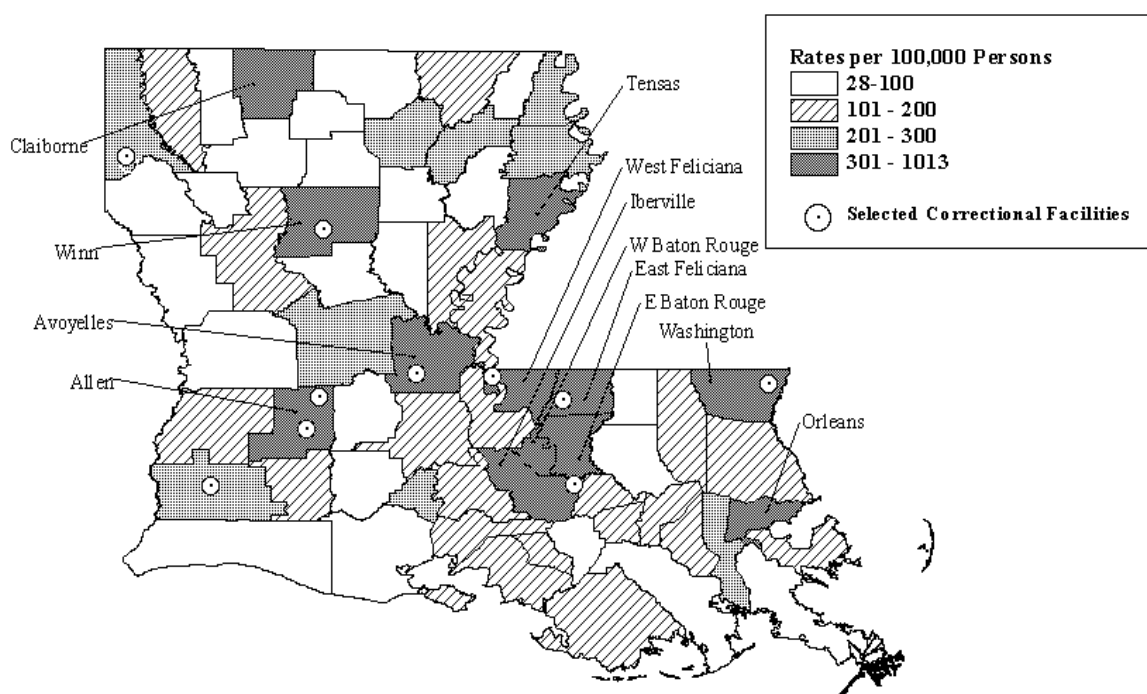 Rates per 100,000 Persons
28-100
101 - 200
201 - 300
301 - 1013
Selected Correctional Facilities
Tensas
Claiborne
West Feliciana
Iberville
Winn
W Baton Rouge
East Feliciana
E Baton Rouge
Avoyelles
Washington
Allen
Orleans